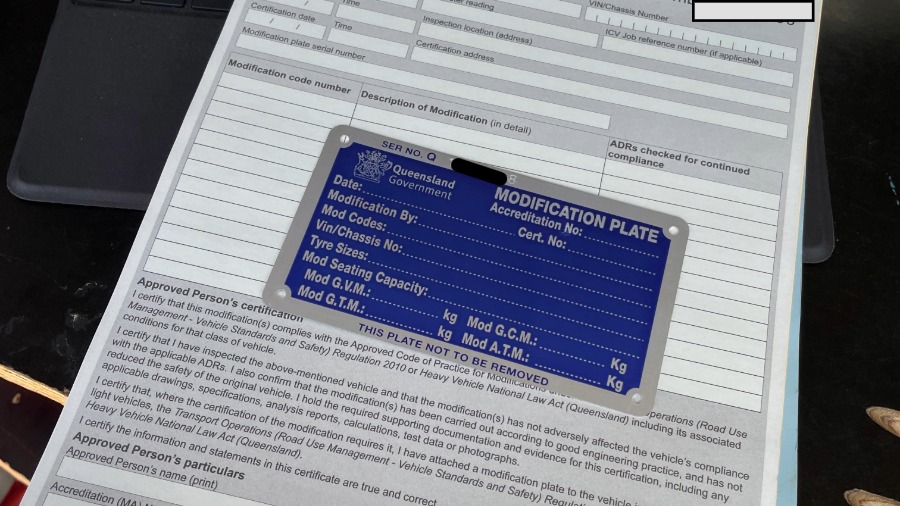 VIN/Chassis Number
Certification date
Time
Time
reading
Inspection location (address)
ICV Job reference number (if applicable)
Modification plate serial number
Certification address
Modification code number
Description of Modification (in detail)
ADRs checked for continued
compliance
SER NO. Q
Queensland
Government
MODIFICATION PLATE
Date:
Accreditation No:
Modification By:
Cert. No:
Mod Codes:
Vin/Chassis No:
Tyre Sizes:
Mod Seating Capacity:
Mod G.V.M.: kg Mod G.C.M.: Kg
Mod G.T.M.: kg Mod A.T.M.: Kg
THIS PLATE NOT TO BE REMOVED
Approved Person's certification
I certify that this modification(s) complies with the Approved Code of Practice for Modifications Operations (Road Use
Management - Vehicle Standards and Safety) Regulation 2010 or Heavy Vehicle National Law Act (Queensland) including its associated
conditions for that class of vehicle.
I certify that I have inspected the above-mentioned vehicle and that the modification(s) has not adversely affected the vehicle's compliance
with the applicable ADRs. I also confirm that the modification(s) has been carried out according to good engineering practice, and has not
reduced the safety of the original vehicle. I hold the required supporting documentation and evidence for this certification, including any
applicable drawings, specifications, analysis reports, calculations, test data or photographs.
I certify that, where the certification of the modification requires it, I have attached a modification plate to the vehicle
light vehicles, the Transport Operations (Road Use Management - Vehicle Standards and Safety)
Heavy Vehicle National Law Act (Queensland).
I certify the information and statements in this certificate are true and correct
Approved Person's particulars
Approved Person's name (print)
Accreditation (MA)